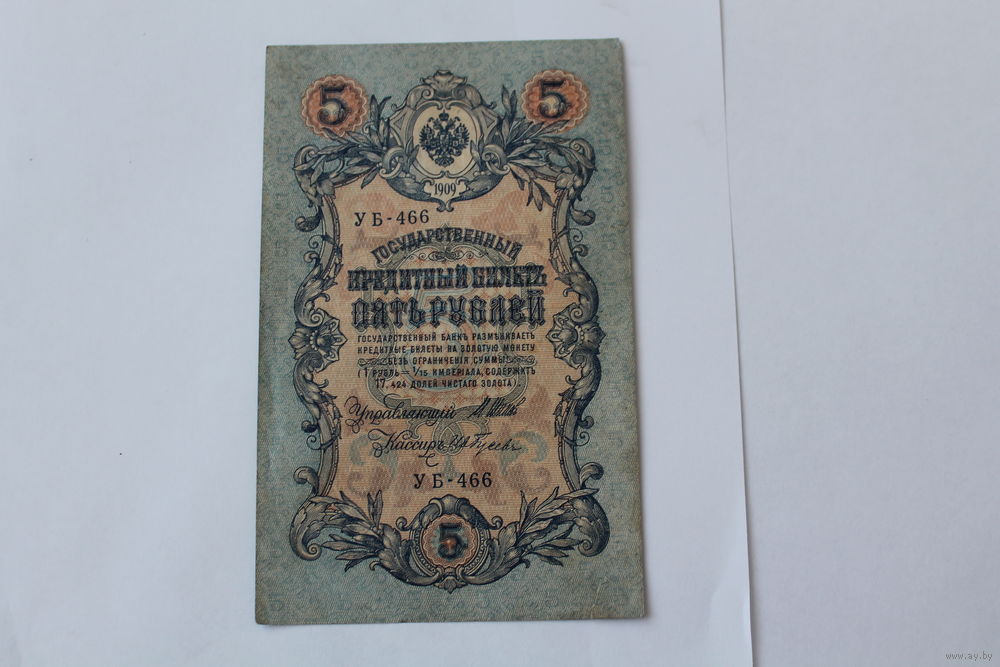 5 5
1909
УБ-466
ГОСУДАРСТВЕННЫЙ
КРЕДИТНЫЙ БИЛЕТЪ
ПЯТЬ РУБЛЕЙ
ГОСУДАРСТВЕННЫЙ БАНКЪ РАЗМѢНИВАЕТЪ
КРЕДИТНЫЕ БИЛЕТЫ НА ЗОЛОТУЮ МОНЕТУ
БЕЗЪ ОГРАНИЧЕНІЯ СУММЫ
(1 РУБЛЬ = 1/15 ИМПЕРІАЛА, СОДЕРЖИТЪ
17,424 ДОЛЕЙ ЧИСТАГО ЗОЛОТА).
Управляющій
Кассиръ
УБ-466
5
www.ay.by